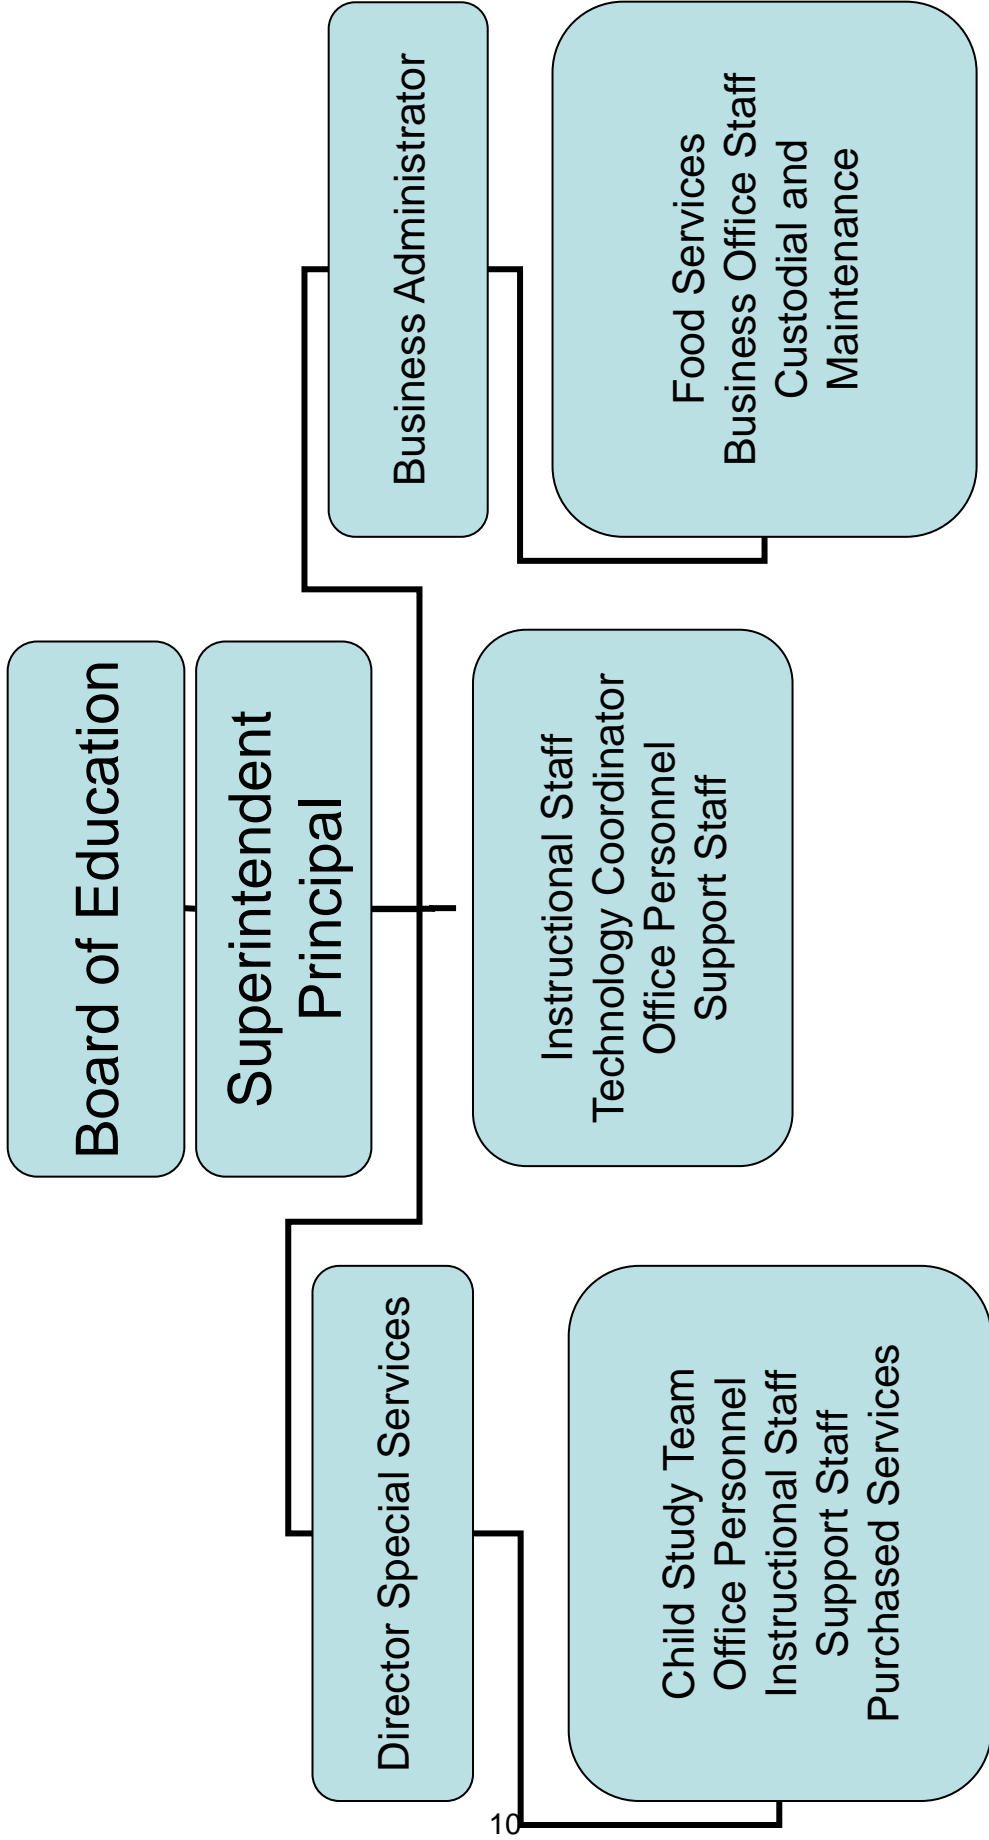 Board of Education
Superintendent
Principal
Director Special Services
Business Administrator
Child Study Team
Office Personnel
Instructional Staff
Support Staff
Purchased Services
Instructional Staff
Technology Coordinator
Office Personnel
Support Staff
Food Services
Business Office Staff
Custodial and
Maintenance
10